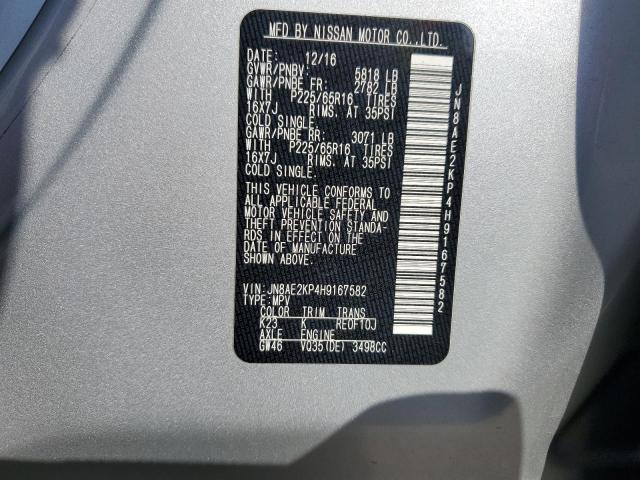 MFD BY NISSAN MOTOR CO.,LTD.
DATE: 12/16
GVWR/PNBV: 5818 LB
GAWR/PNBE FR: 2782 LB
WITH P225/65R16 TIRES
16X7J RIMS, AT 35PSI
COLD SINGLE.
GAWR/PNBE RR: 3071 LB
WITH P225/65R16 TIRES
16X7J RIMS, AT 35PSI
COLD SINGLE.
THIS VEHICLE CONFORMS TO
ALL APPLICABLE FEDERAL
MOTOR VEHICLE SAFETY AND
THEFT PREVENTION STANDA-
RDS IN EFFECT ON THE
DATE OF MANUFACTURE
SHOWN ABOVE.
VIN: JN8AE2KP4H9167582
TYPE: MPV
COLOR TRIM TRANS
K23 K RE0F10J
AXLE ENGINE
GW46 VQ35(DE) 3498CC
JN8AE2KP4H9167582